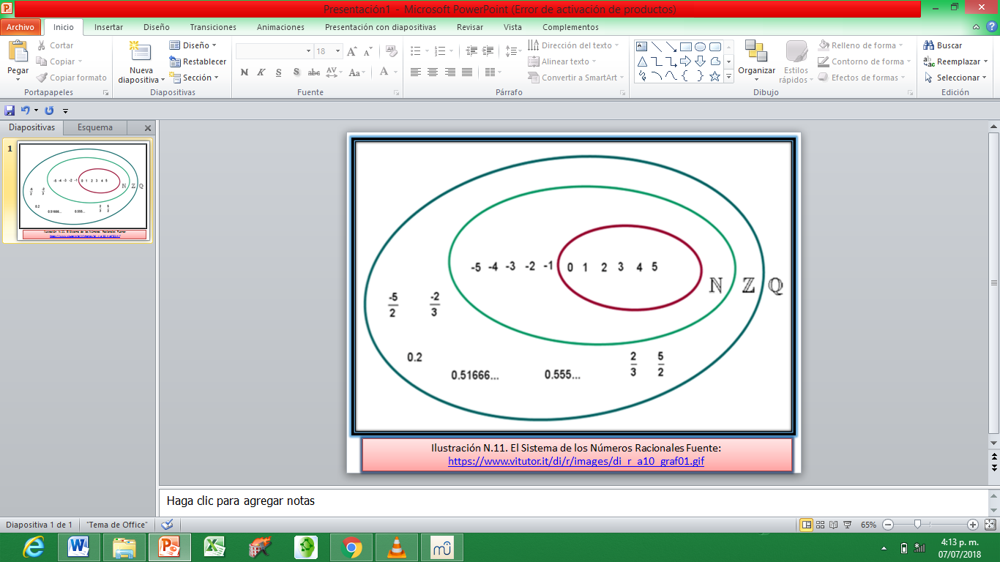 Presentación1 - Microsoft PowerPoint (Error de activación de productos)
Archivo Inicio Insertar Diseño Transiciones Animaciones Presentación con diapositivas Revisar Vista Complementos
Pegar
Cortar
Copiar
Copiar formato
Portapapeles
Nueva diapositiva
Diseño
Restablecer
Sección
Diapositivas
18
N K S S abc AV Aa A
Fuente
Dirección del texto
Alinear texto
Convertir a SmartArt
Párrafo
Organizar
Estilos rápidos
Relleno de forma
Contorno de forma
Efectos de formas
Dibujo
Buscar
Reemplazar
Seleccionar
Edición
Diapositivas Esquema
1
-5 -4 -3 -2 -1 0 1 2 3 4 5
ℕ ℤ ℚ
-5/2 -2/3
0.2
0.51666... 0.555...
2/3 5/2
Ilustración N.11. El Sistema de los Números Racionales Fuente:
https://www.vitutor.it/di/r/images/di_r_a10_graf01.gif
Haga clic para agregar notas
Diapositiva 1 de 1 "Tema de Office" 65%
4:13 p. m.
07/07/2018